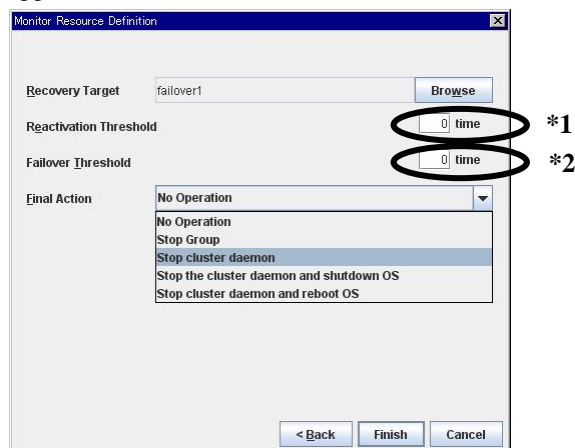 Monitor Resource Definition
Recovery Target failover1 Browse
Reactivation Threshold 0 time *1
Failover Threshold 0 time *2
Final Action No Operation
No Operation
Stop Group
Stop cluster daemon
Stop the cluster daemon and shutdown OS
Stop cluster daemon and reboot OS
< Back Finish Cancel